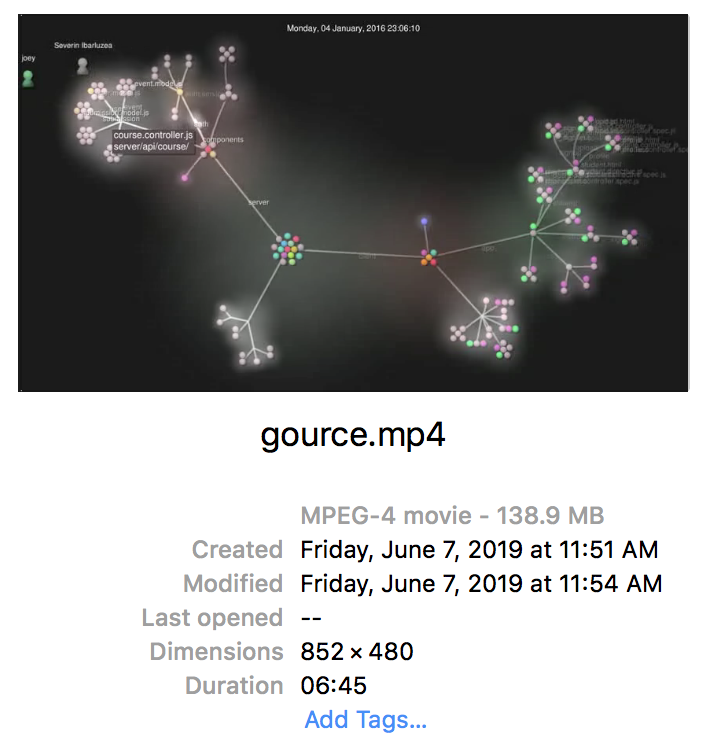 Monday, 04 January, 2016 23:06:10
Severin Ibarluzea
joey
event.model.js
course.controller.js
server/api/course/
components
server
client
app
gource.mp4
MPEG-4 movie - 138.9 MB
Created Friday, June 7, 2019 at 11:51 AM
Modified Friday, June 7, 2019 at 11:54 AM
Last opened --
Dimensions 852 × 480
Duration 06:45
Add Tags...